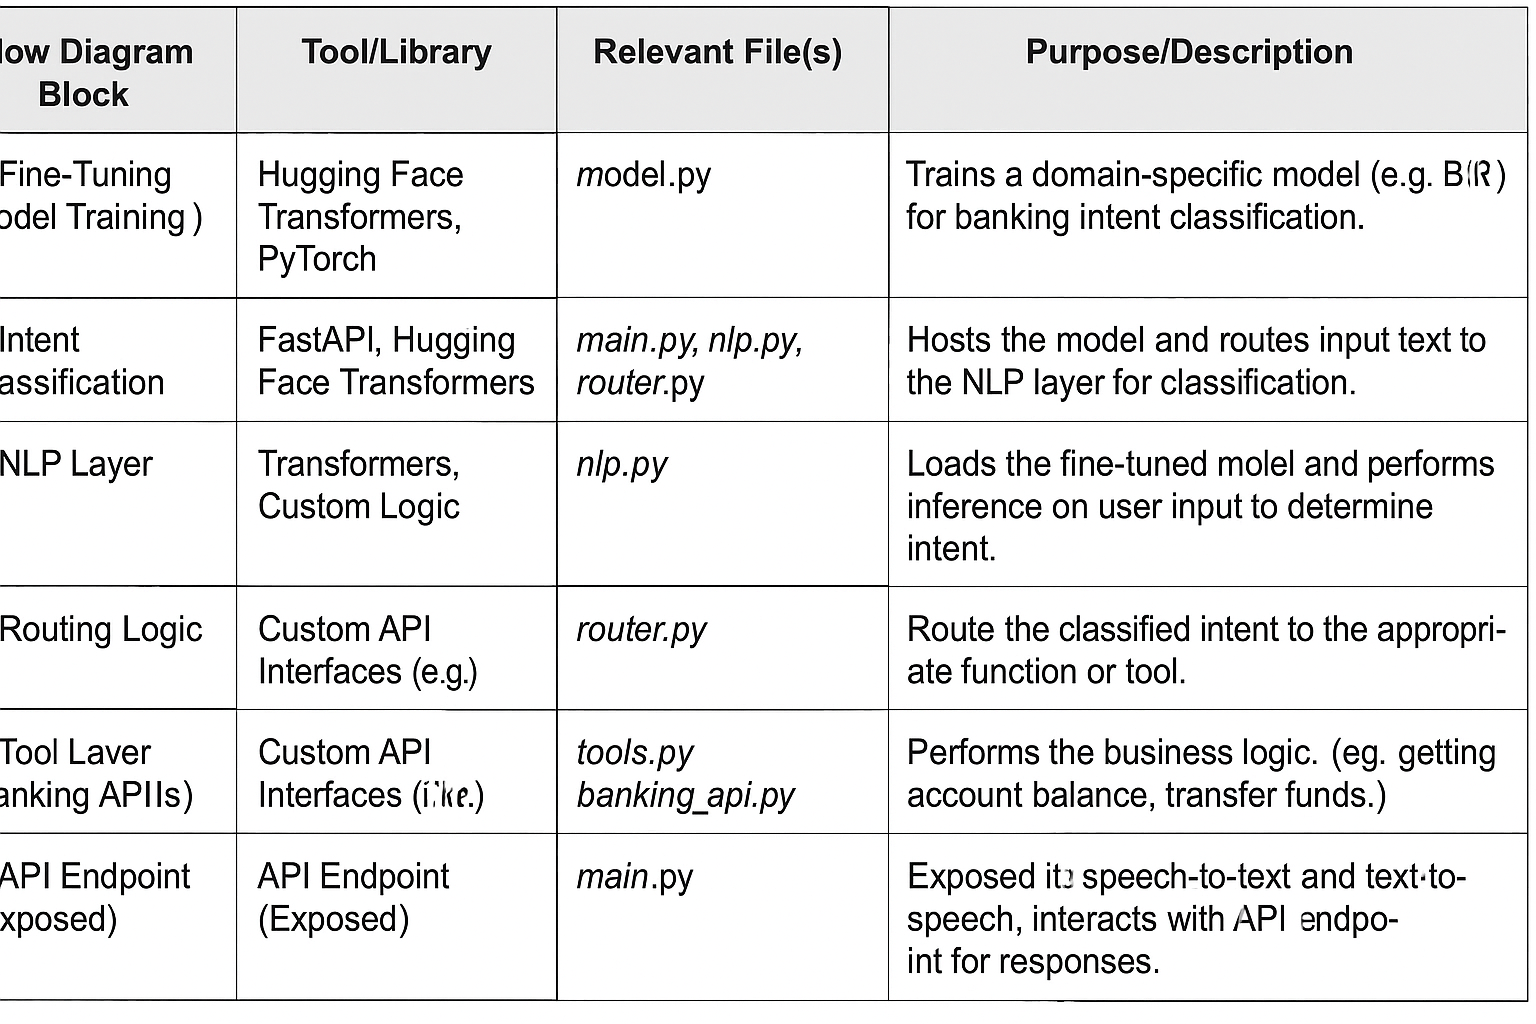 low Diagram
Block
Tool/Library
Relevant File(s)
Purpose/Description
Fine-Tuning
odel Training )
Hugging Face
Transformers,
PyTorch
model.py
Trains a domain-specific model (e.g.
for banking intent classification.
Intent
assification
FastAPI, Hugging
Face Transformers
main.py, nlp.py,
router.py
Hosts the model and routes input text to
the NLP layer for classification.
NLP Layer
Transformers,
Custom Logic
nlp.py
Loads the fine-tuned molel and performs
inference on user input to determine
intent.
Routing Logic
Custom API
Interfaces (e.g.)
router.py
Route the classified intent to the appropri-
ate function or tool.
Tool Laver
anking APIIs)
Custom API
Interfaces
tools.py
banking_api.py
Performs the business logic. (eg. getting
account balance, transfer funds.)
API Endpoint
xposed)
API Endpoint
(Exposed)
main.py
Exposed speech-to-text and text-to-
speech, interacts with API endpo-
int for responses.